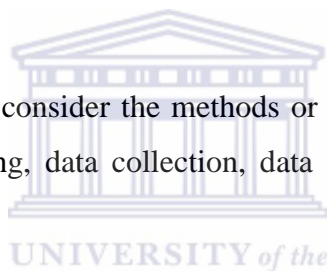 consider the methods or
ng, data collection, data
UNIVERSITY of the